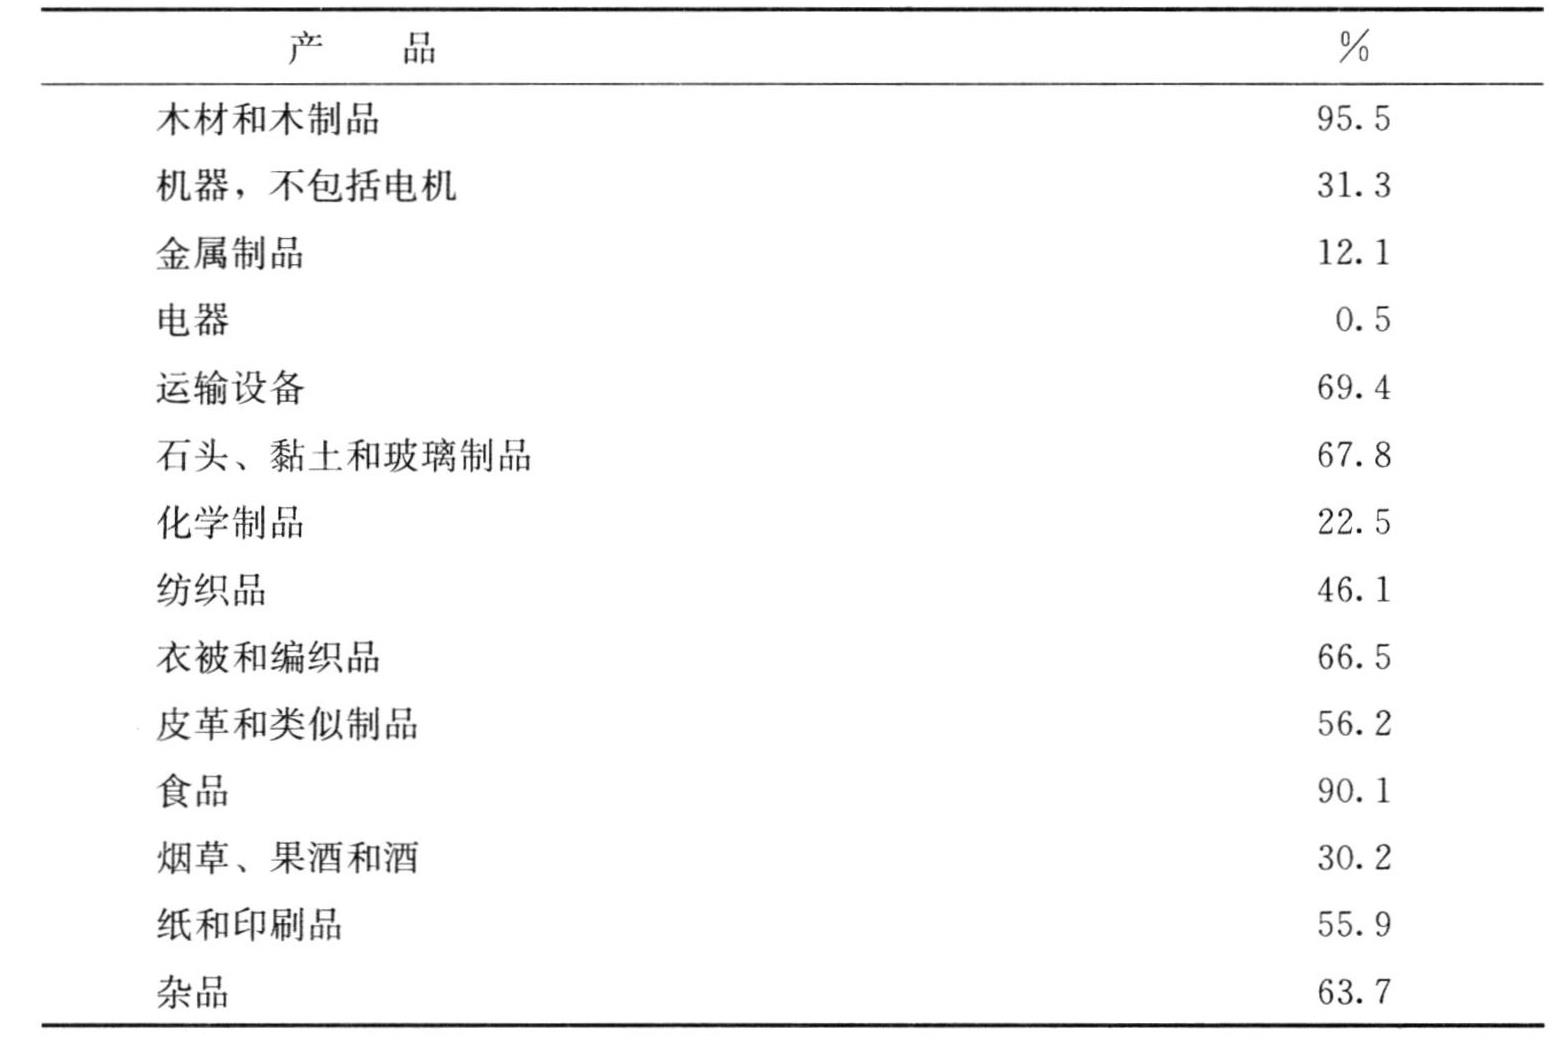 产 品 %
木材和木制品 95.5
机器，不包括电机 31.3
金属制品 12.1
电器 0.5
运输设备 69.4
石头、黏土和玻璃制品 67.8
化学制品 22.5
纺织品 46.1
衣被和编织品 66.5
皮革和类似制品 56.2
食品 90.1
烟草、果酒和酒 30.2
纸和印刷品 55.9
杂品 63.7